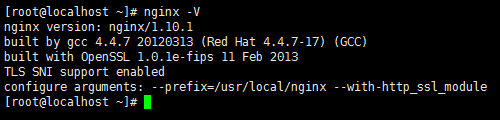 [root@localhost ~]# nginx -V
nginx version: nginx/1.10.1
built by gcc 4.4.7 20120313 (Red Hat 4.4.7-17) (GCC)
built with OpenSSL 1.0.1e-fips 11 Feb 2013
TLS SNI support enabled
configure arguments: --prefix=/usr/local/nginx --with-http_ssl_module
[root@localhost ~]#